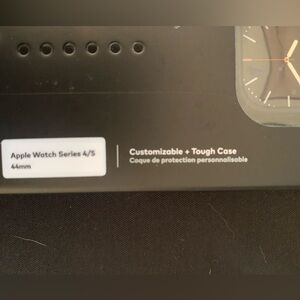 Apple Watch Series 4/5
44mm
Customizable + Tough Case
Coque de protection personnalisable